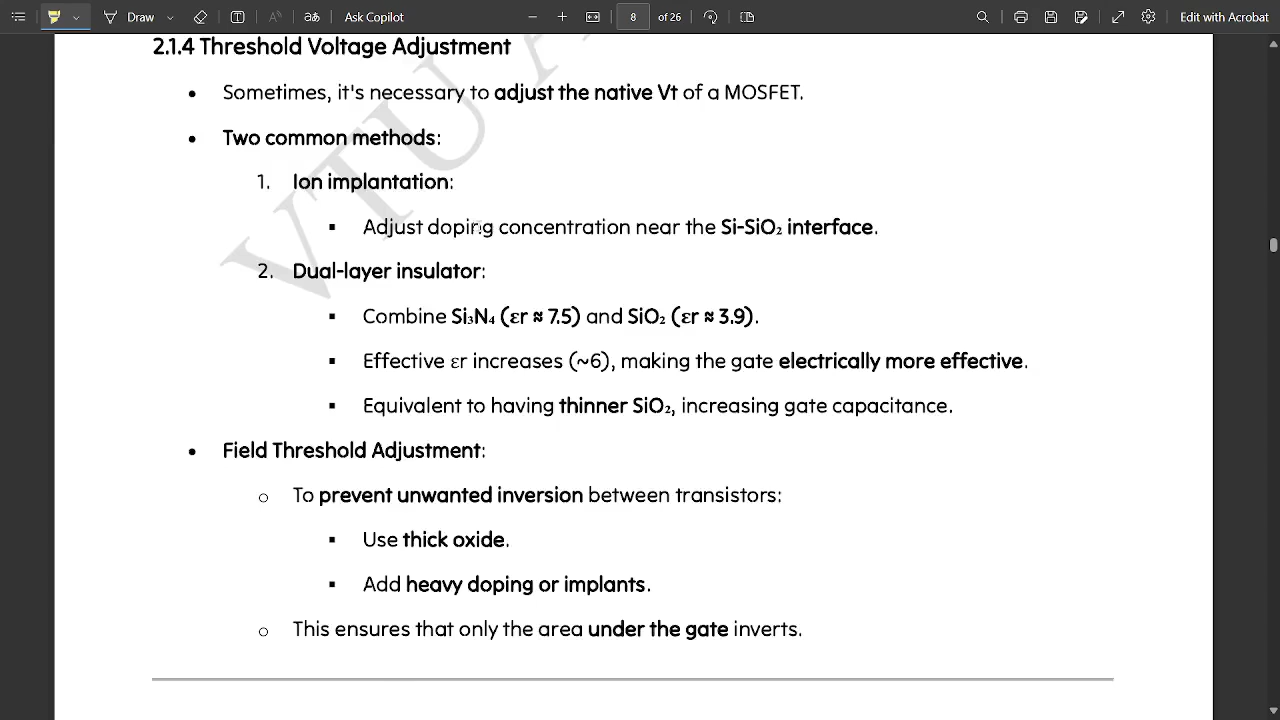 Draw
Ask Copilot
8
of 26
Edit with Acrobat
2.1.4 Threshold Voltage Adjustment
• Sometimes, it's necessary to adjust the native Vt of a MOSFET.
• Two common methods:
1. Ion implantation:
▪ Adjust doping concentration near the Si-SiO₂ interface.
2. Dual-layer insulator:
▪ Combine Si₃N₄ (εr ≈ 7.5) and SiO₂ (εr ≈ 3.9).
▪ Effective εr increases (~6), making the gate electrically more effective.
▪ Equivalent to having thinner SiO₂, increasing gate capacitance.
• Field Threshold Adjustment:
o To prevent unwanted inversion between transistors:
▪ Use thick oxide.
▪ Add heavy doping or implants.
o This ensures that only the area under the gate inverts.
VTU A